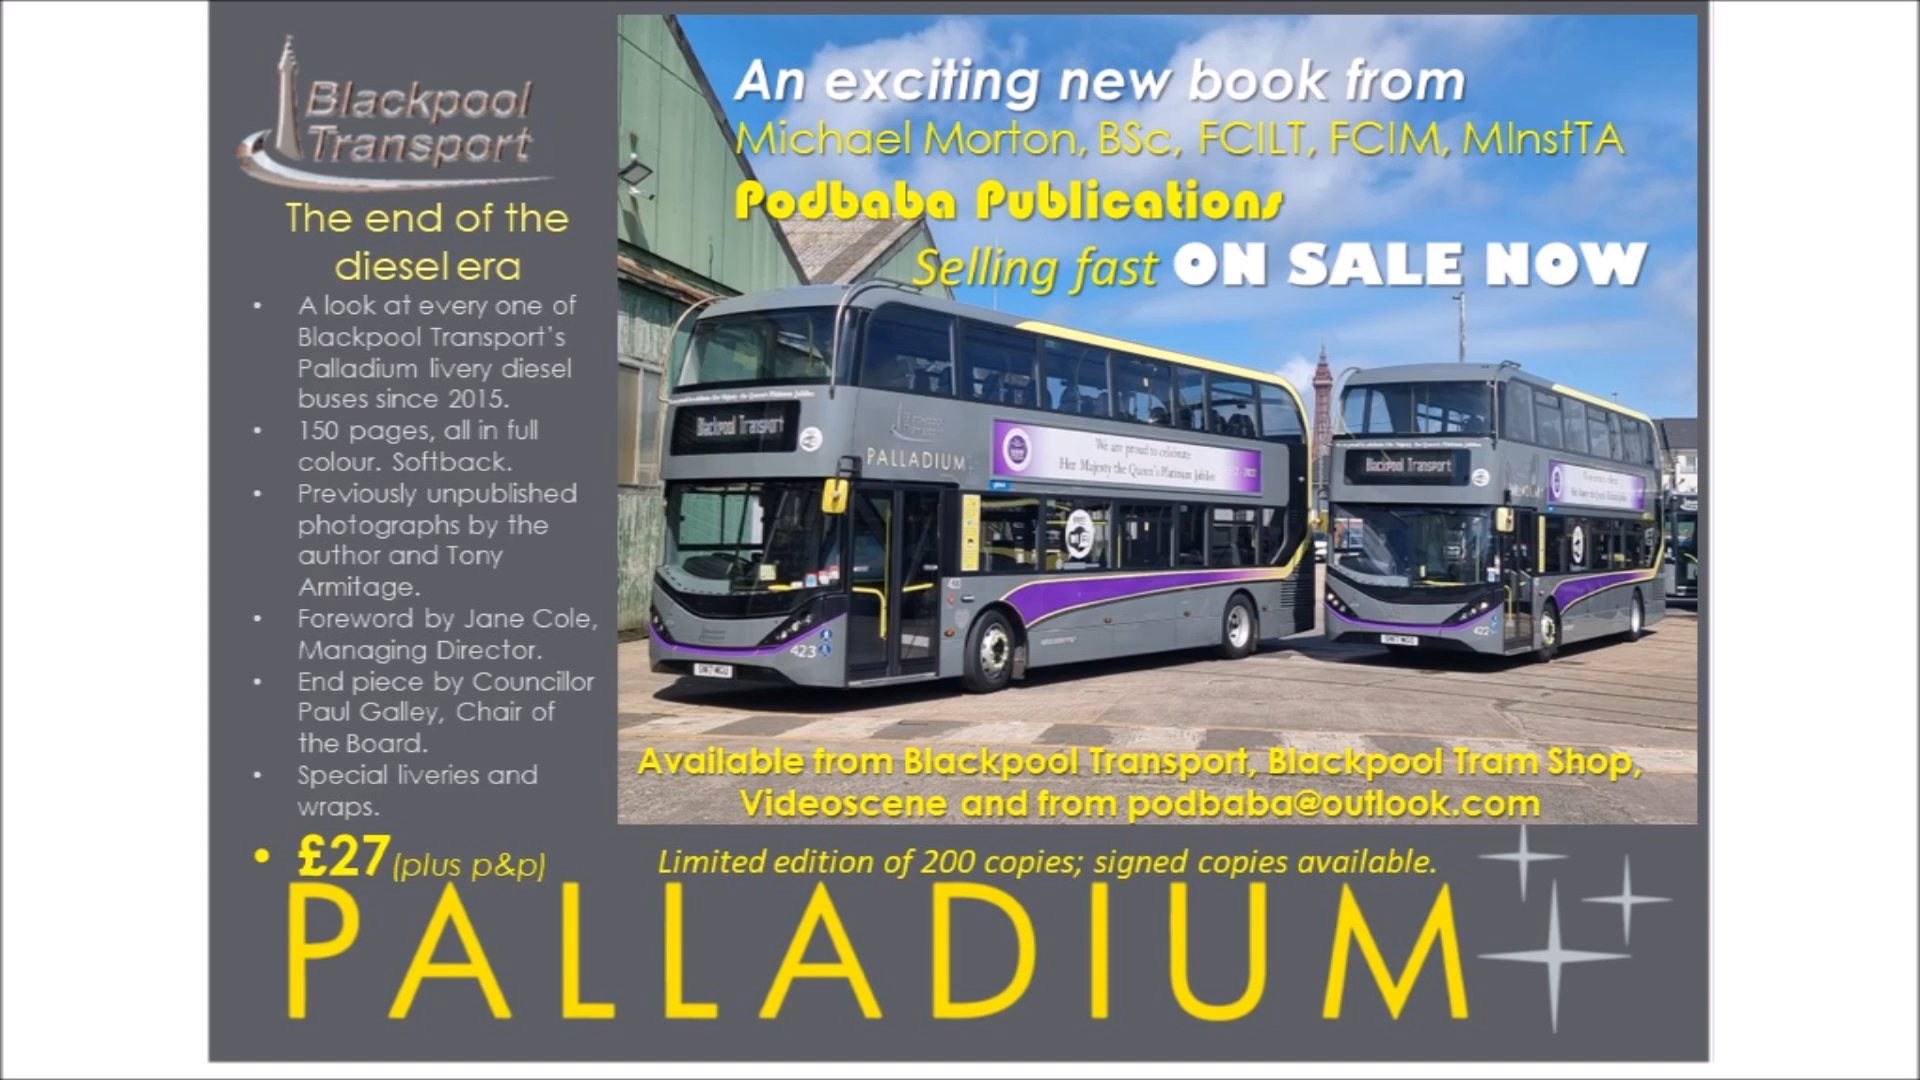 Blackpool
Transport
The end of the
diesel era
• A look at every one of
Blackpool Transport's
Palladium livery diesel
buses since 2015.
• 150 pages, all in full
colour. Softback.
• Previously unpublished
photographs by the
author and Tony
Armitage.
• Foreword by Jane Cole,
Managing Director.
• End piece by Councillor
Paul Galley, Chair of
the Board.
• Special liveries and
wraps.
• £27 (plus p&p)
An exciting new book from
Michael Morton, BSc, FCILT, FCIM, MInstTA
Podbaba Publications
Selling fast ON SALE NOW
Blackpool Transport
PALLADIUM
We are proud to celebrate
Her Majesty the Queen's Platinum Jubilee
423
Blackpool Transport
422
Available from Blackpool Transport, Blackpool Tram Shop,
Videoscene and from podbaba@outlook.com
Limited edition of 200 copies; signed copies available.
PALLADIUM